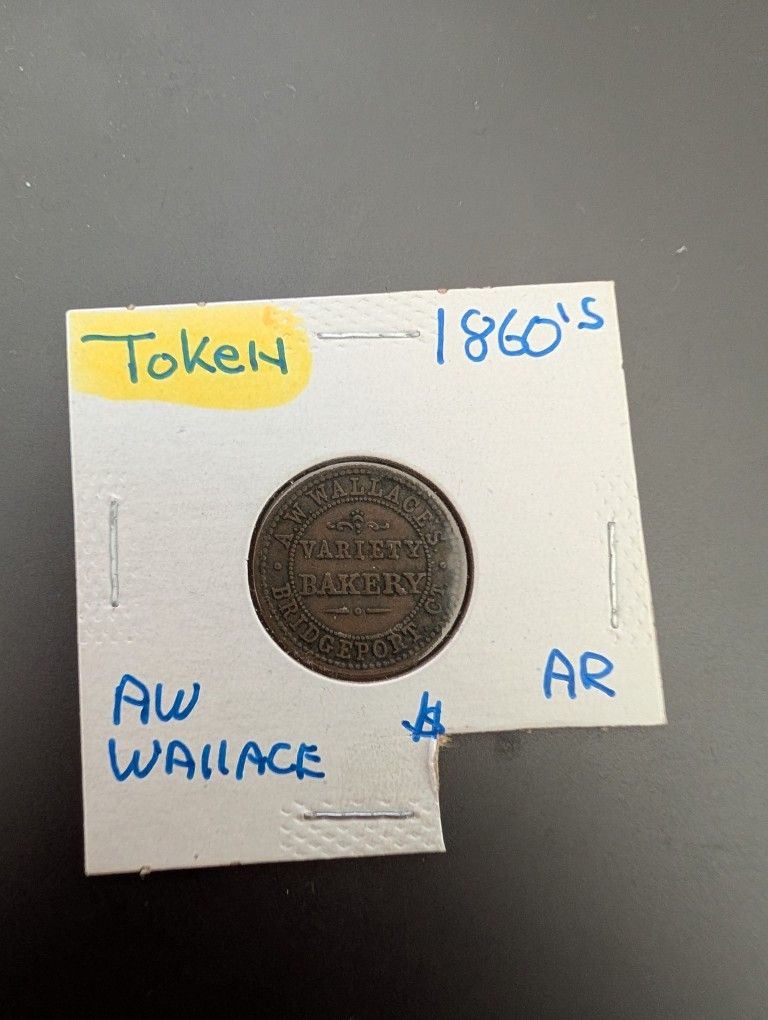 Token
1860's
A W WALLACE'S
VARIETY
BAKERY
BRIDGEPORT CT
AW
WAllACE
$
AR